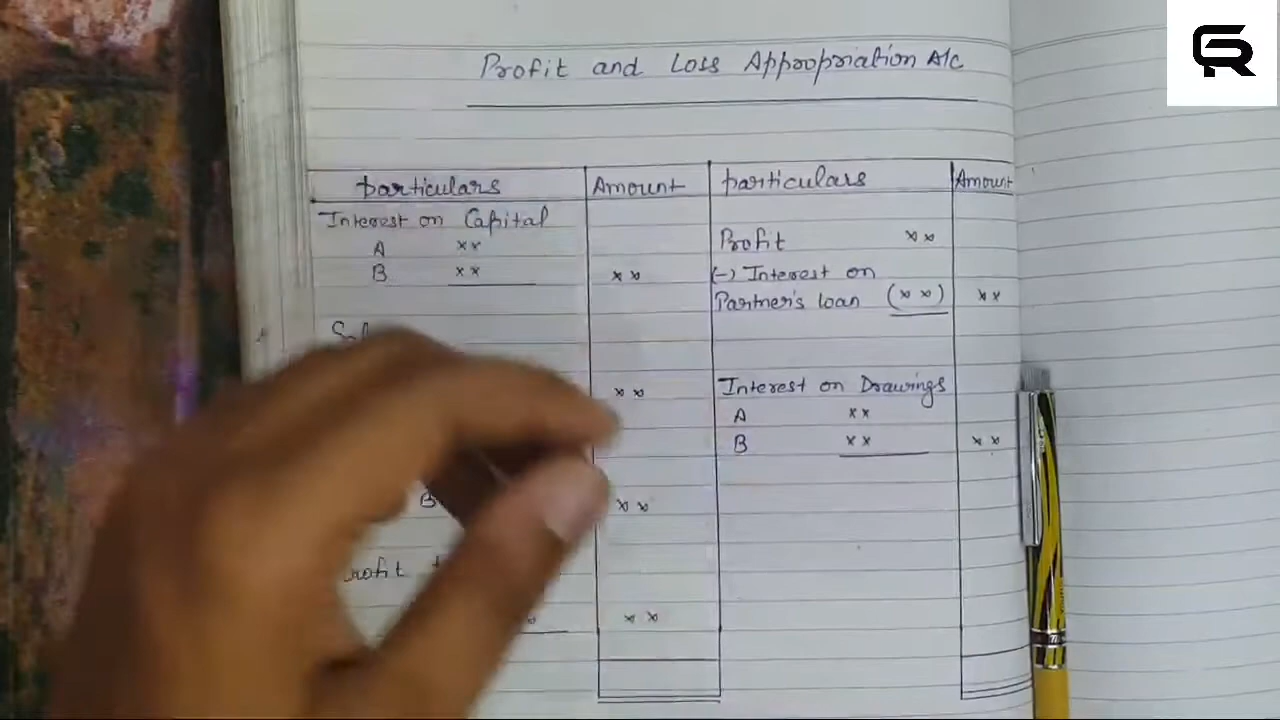 Profit and Loss Appropriation A/c
Particulars Amount Particulars Amount
Interest on Capital
A xx
B xx xx
xx
B xx
xx
Profit xx
(-) Interest on
Partner's loan (xx) xx
Interest on Drawings
A xx
B xx xx
GR